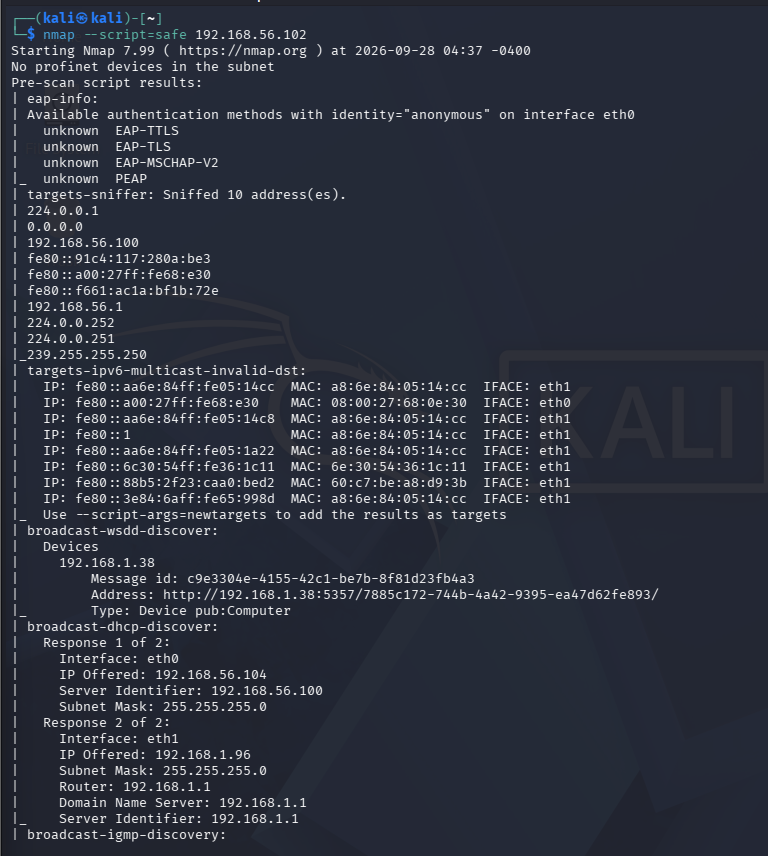 ┌──(kali㉿kali)-[~]
└─$ nmap --script=safe 192.168.56.102
Starting Nmap 7.99 ( https://nmap.org ) at 2026-09-28 04:37 -0400
No profinet devices in the subnet
Pre-scan script results:
| eap-info:
| Available authentication methods with identity="anonymous" on interface eth0
|   unknown  EAP-TTLS
|   unknown  EAP-TLS
|   unknown  EAP-MSCHAP-V2
|_  unknown  PEAP
| targets-sniffer: Sniffed 10 address(es).
| 224.0.0.1
| 0.0.0.0
| 192.168.56.100
| fe80::91c4:117:280a:be3
| fe80::a00:27ff:fe68:e30
| fe80::f661:ac1a:bf1b:72e
| 192.168.56.1
| 224.0.0.252
| 224.0.0.251
|_239.255.255.250
| targets-ipv6-multicast-invalid-dst:
|   IP: fe80::aa6e:84ff:fe05:14cc  MAC: a8:6e:84:05:14:cc  IFACE: eth1
|   IP: fe80::a00:27ff:fe68:e30    MAC: 08:00:27:68:0e:30  IFACE: eth0
|   IP: fe80::aa6e:84ff:fe05:14c8  MAC: a8:6e:84:05:14:cc  IFACE: eth1
|   IP: fe80::1                    MAC: a8:6e:84:05:14:cc  IFACE: eth1
|   IP: fe80::aa6e:84ff:fe05:1a22  MAC: a8:6e:84:05:14:cc  IFACE: eth1
|   IP: fe80::6c30:54ff:fe36:1c11  MAC: 6e:30:54:36:1c:11  IFACE: eth1
|   IP: fe80::88b5:2f23:caa0:bed2  MAC: 60:c7:be:a8:d9:3b  IFACE: eth1
|   IP: fe80::3e84:6aff:fe65:998d  MAC: a8:6e:84:05:14:cc  IFACE: eth1
|_  Use --script-args=newtargets to add the results as targets
| broadcast-wsdd-discover:
|   Devices
|     192.168.1.38
|         Message id: c9e3304e-4155-42c1-be7b-8f81d23fb4a3
|         Address: http://192.168.1.38:5357/7885c172-744b-4a42-9395-ea47d62fe893/
|_        Type: Device pub:Computer
| broadcast-dhcp-discover:
|   Response 1 of 2:
|     Interface: eth0
|     IP Offered: 192.168.56.104
|     Server Identifier: 192.168.56.100
|     Subnet Mask: 255.255.255.0
|   Response 2 of 2:
|     Interface: eth1
|     IP Offered: 192.168.1.96
|     Subnet Mask: 255.255.255.0
|     Router: 192.168.1.1
|     Domain Name Server: 192.168.1.1
|_    Server Identifier: 192.168.1.1
| broadcast-igmp-discovery:
KALI